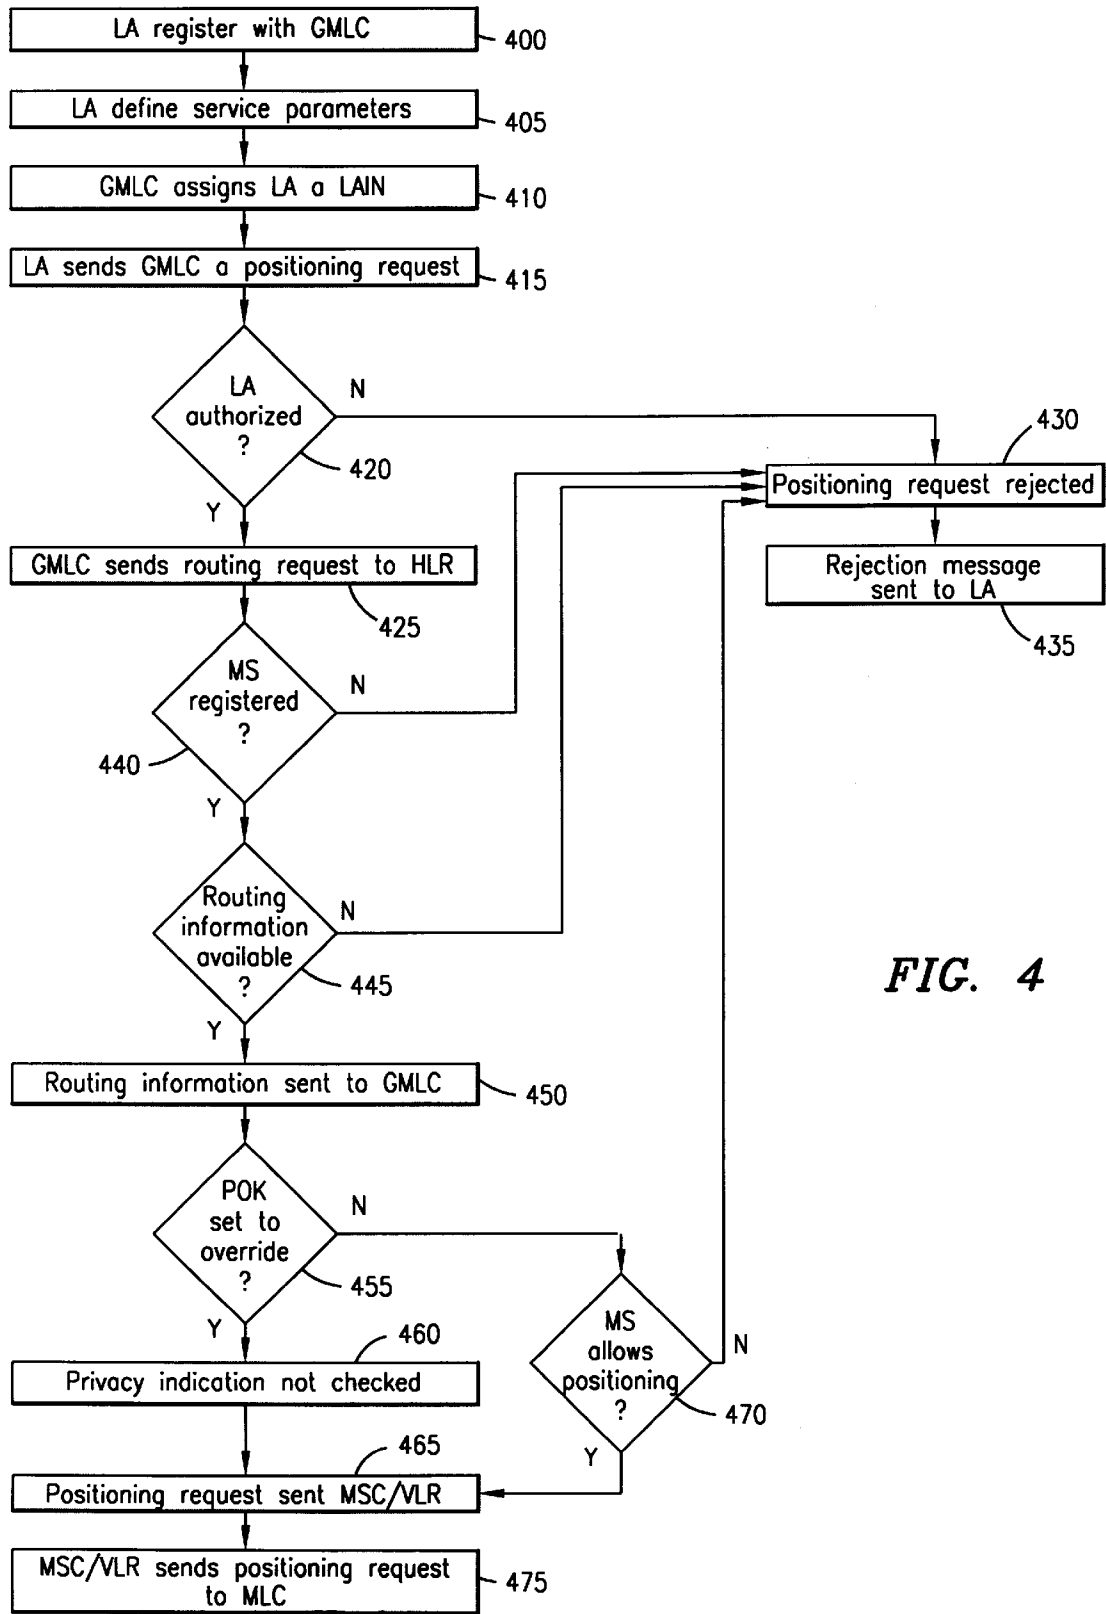 LA register with GMLC
400
LA define service parameters
405
GMLC assigns LA a LAIN
410
LA sends GMLC a positioning request
415
LA
authorized
?
N
420
Y
430
Positioning request rejected
GMLC sends routing request to HLR
425
Rejection message
sent to LA
435
MS
registered
?
N
440
Y
Routing
information
available
?
N
445
Y
FIG. 4
Routing information sent to GMLC
450
POK
set to
override
?
N
455
Y
460
Privacy indication not checked
MS
allows
positioning
?
N
470
Y
465
Positioning request sent MSC/VLR
MSC/VLR sends positioning request
to MLC
475